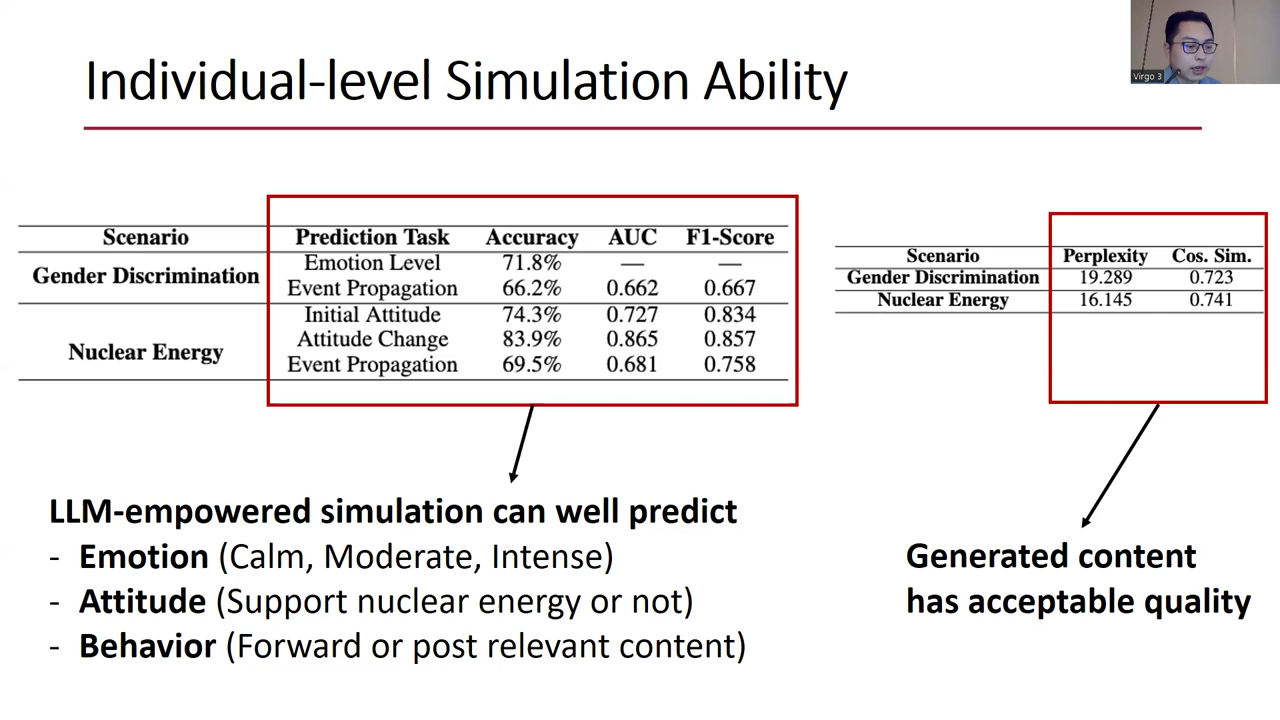 Individual-level Simulation Ability
Virgo 3
Scenario Prediction Task Accuracy AUC F1-Score
Gender Discrimination Emotion Level 71.8% — —
Event Propagation 66.2% 0.662 0.667
Nuclear Energy Initial Attitude 74.3% 0.727 0.834
Attitude Change 83.9% 0.865 0.857
Event Propagation 69.5% 0.681 0.758
Scenario Perplexity Cos. Sim.
Gender Discrimination 19.289 0.723
Nuclear Energy 16.145 0.741
LLM-empowered simulation can well predict
- Emotion (Calm, Moderate, Intense)
- Attitude (Support nuclear energy or not)
- Behavior (Forward or post relevant content)
Generated content
has acceptable quality